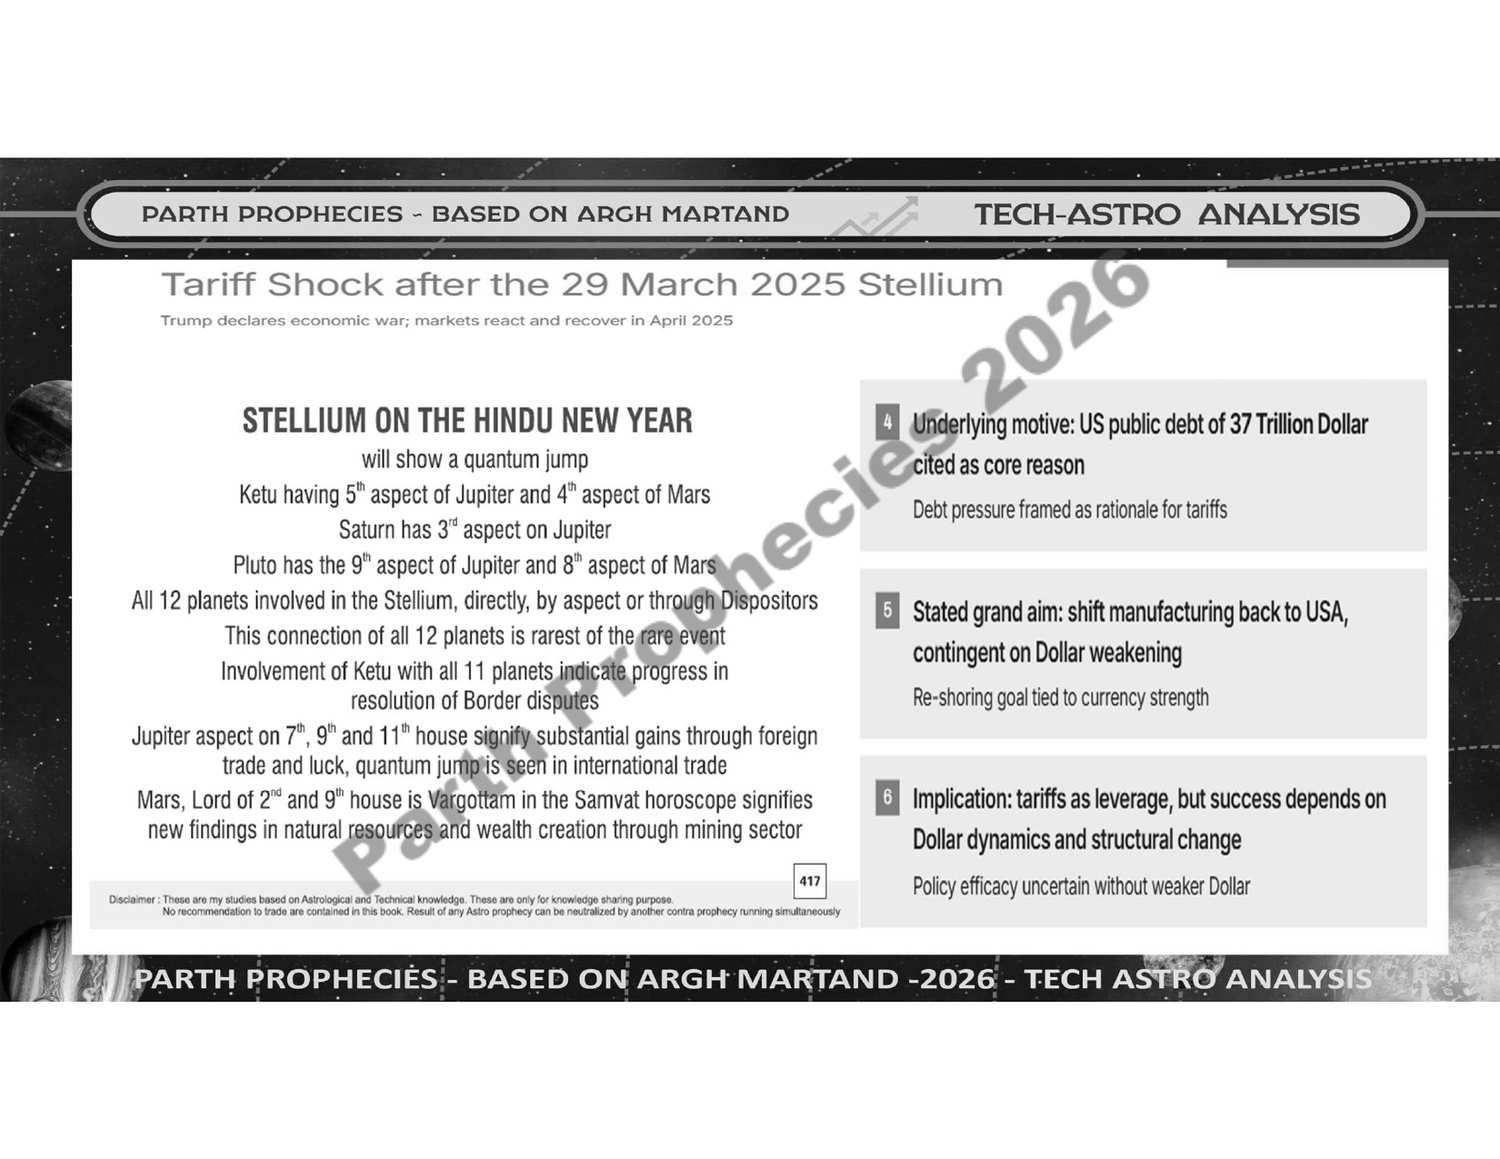 PARTH PROPHECIES ~ BASED ON ARGH MARTAND
TECH-ASTRO ANALYSIS
Tariff Shock after the 29 March 2025 Stellium
Trump declares economic war; markets react and recover in April 2025
STELLIUM ON THE HINDU NEW YEAR
will show a quantum jump
Ketu having 5th aspect of Jupiter and 4th aspect of Mars
Saturn has 3rd aspect on Jupiter
Pluto has the 9th aspect of Jupiter and 8th aspect of Mars
All 12 planets involved in the Stellium, directly, by aspect or through Dispositors
This connection of all 12 planets is rarest of the rare event
Involvement of Ketu with all 11 planets indicate progress in
resolution of Border disputes
Jupiter aspect on 7th, 9th and 11th house signify substantial gains through foreign
trade and luck, quantum jump is seen in international trade
Mars, Lord of 2nd and 9th house is Vargottam in the Samvat horoscope signifies
new findings in natural resources and wealth creation through mining sector
417
Disclaimer : These are my studies based on Astrological and Technical knowledge. These are only for knowledge sharing purpose.
No recommendation to trade are contained in this book. Result of any Astro prophecy can be neutralized by another contra prophecy running simultaneously
4
Underlying motive: US public debt of 37 Trillion Dollar
cited as core reason
Debt pressure framed as rationale for tariffs
5
Stated grand aim: shift manufacturing back to USA,
contingent on Dollar weakening
Re-shoring goal tied to currency strength
6
Implication: tariffs as leverage, but success depends on
Dollar dynamics and structural change
Policy efficacy uncertain without weaker Dollar
Parth Prophecies 2026
PARTH PROPHECIES - BASED ON ARGH MARTAND -2026 - TECH ASTRO ANALYSIS